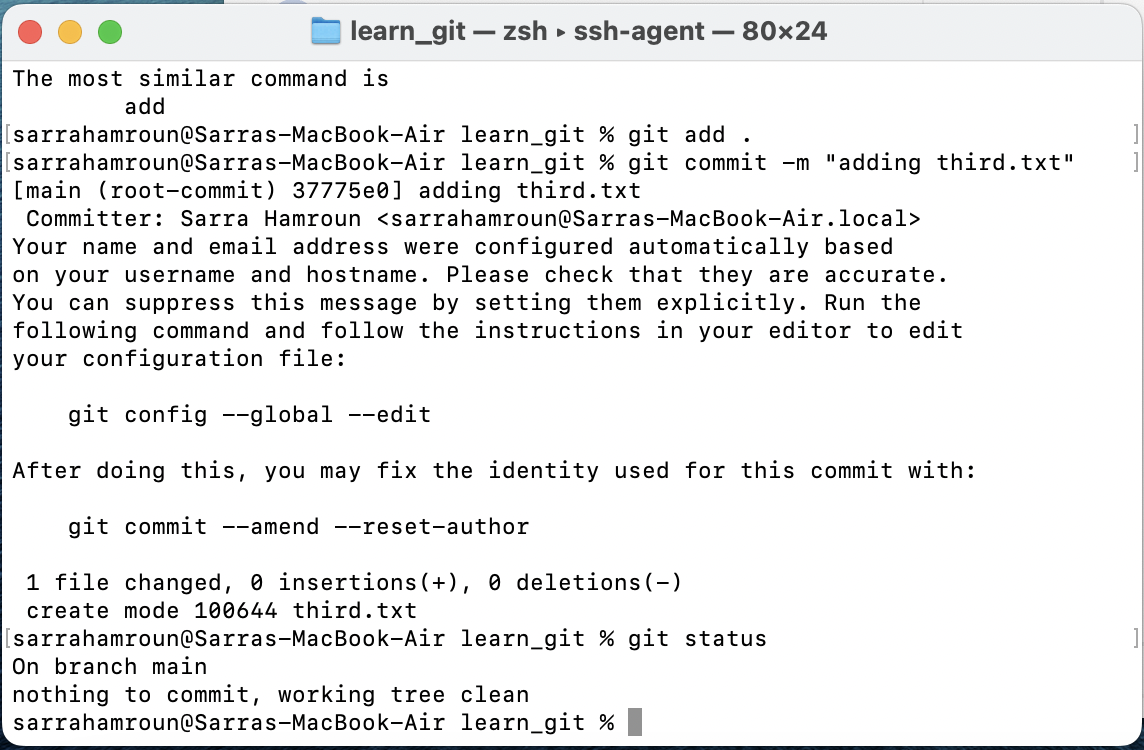 learn_git — zsh ▸ ssh-agent — 80×24
The most similar command is
        add
[sarrahamroun@Sarras-MacBook-Air learn_git % git add .                          ]
[sarrahamroun@Sarras-MacBook-Air learn_git % git commit -m "adding third.txt"   ]
[main (root-commit) 37775e0] adding third.txt
 Committer: Sarra Hamroun <sarrahamroun@Sarras-MacBook-Air.local>
Your name and email address were configured automatically based
on your username and hostname. Please check that they are accurate.
You can suppress this message by setting them explicitly. Run the
following command and follow the instructions in your editor to edit
your configuration file:

    git config --global --edit

After doing this, you may fix the identity used for this commit with:

    git commit --amend --reset-author

 1 file changed, 0 insertions(+), 0 deletions(-)
 create mode 100644 third.txt
[sarrahamroun@Sarras-MacBook-Air learn_git % git status                         ]
On branch main
nothing to commit, working tree clean
sarrahamroun@Sarras-MacBook-Air learn_git %